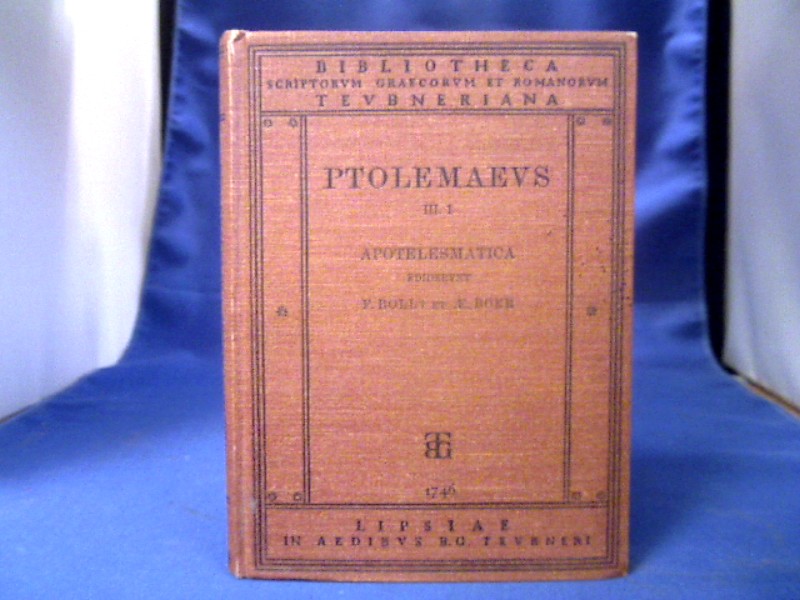 BIBLIOTHECA
SCRIPTORVM GRAECORVM ET ROMANORVM
TEVBNERIANA
PTOLEMAEVS
III. 1
APOTELESMATICA
EDIDERVNT
F. BOLL† ET Æ. BOER
BTG
1746
LIPSIAE
IN AEDIBVS B.G. TEVBNERI